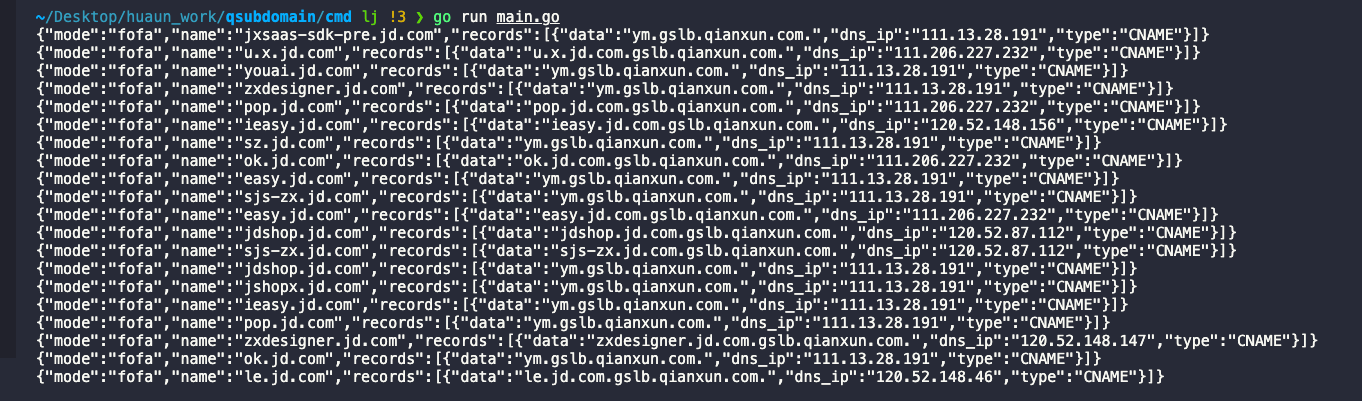 ~/Desktop/huaun_work/qsubdomain/cmd lj !3 ❯ go run main.go
{"mode":"fofa","name":"jxsaas-sdk-pre.jd.com","records":[{"data":"ym.gslb.qianxun.com.","dns_ip":"111.13.28.191","type":"CNAME"}]}
{"mode":"fofa","name":"u.x.jd.com","records":[{"data":"u.x.jd.com","dns_ip":"111.206.227.232","type":"CNAME"}]}
{"mode":"fofa","name":"youai.jd.com","records":[{"data":"ym.gslb.qianxun.com.","dns_ip":"111.13.28.191","type":"CNAME"}]}
{"mode":"fofa","name":"zxdesigner.jd.com","records":[{"data":"ym.gslb.qianxun.com.","dns_ip":"111.13.28.191","type":"CNAME"}]}
{"mode":"fofa","name":"pop.jd.com","records":[{"data":"pop.jd.com.gslb.qianxun.com.","dns_ip":"111.206.227.232","type":"CNAME"}]}
{"mode":"fofa","name":"ieasy.jd.com","records":[{"data":"ieasy.jd.com.gslb.qianxun.com.","dns_ip":"120.52.148.156","type":"CNAME"}]}
{"mode":"fofa","name":"sz.jd.com","records":[{"data":"ym.gslb.qianxun.com.","dns_ip":"111.13.28.191","type":"CNAME"}]}
{"mode":"fofa","name":"ok.jd.com","records":[{"data":"ok.jd.com.gslb.qianxun.com.","dns_ip":"111.206.227.232","type":"CNAME"}]}
{"mode":"fofa","name":"easy.jd.com","records":[{"data":"ym.gslb.qianxun.com.","dns_ip":"111.13.28.191","type":"CNAME"}]}
{"mode":"fofa","name":"sjs-zx.jd.com","records":[{"data":"ym.gslb.qianxun.com.","dns_ip":"111.13.28.191","type":"CNAME"}]}
{"mode":"fofa","name":"easy.jd.com","records":[{"data":"easy.jd.com.gslb.qianxun.com.","dns_ip":"111.206.227.232","type":"CNAME"}]}
{"mode":"fofa","name":"jdshop.jd.com","records":[{"data":"jdshop.jd.com.gslb.qianxun.com.","dns_ip":"120.52.87.112","type":"CNAME"}]}
{"mode":"fofa","name":"sjs-zx.jd.com","records":[{"data":"sjs-zx.jd.com.gslb.qianxun.com.","dns_ip":"120.52.87.112","type":"CNAME"}]}
{"mode":"fofa","name":"jdshop.jd.com","records":[{"data":"ym.gslb.qianxun.com.","dns_ip":"111.13.28.191","type":"CNAME"}]}
{"mode":"fofa","name":"jshopx.jd.com","records":[{"data":"ym.gslb.qianxun.com.","dns_ip":"111.13.28.191","type":"CNAME"}]}
{"mode":"fofa","name":"ieasy.jd.com","records":[{"data":"ym.gslb.qianxun.com.","dns_ip":"111.13.28.191","type":"CNAME"}]}
{"mode":"fofa","name":"pop.jd.com","records":[{"data":"ym.gslb.qianxun.com.","dns_ip":"111.13.28.191","type":"CNAME"}]}
{"mode":"fofa","name":"zxdesigner.jd.com","records":[{"data":"zxdesigner.jd.com.gslb.qianxun.com.","dns_ip":"120.52.148.147","type":"CNAME"}]}
{"mode":"fofa","name":"ok.jd.com","records":[{"data":"ym.gslb.qianxun.com.","dns_ip":"111.13.28.191","type":"CNAME"}]}
{"mode":"fofa","name":"le.jd.com","records":[{"data":"le.jd.com.gslb.qianxun.com.","dns_ip":"120.52.148.46","type":"CNAME"}]}